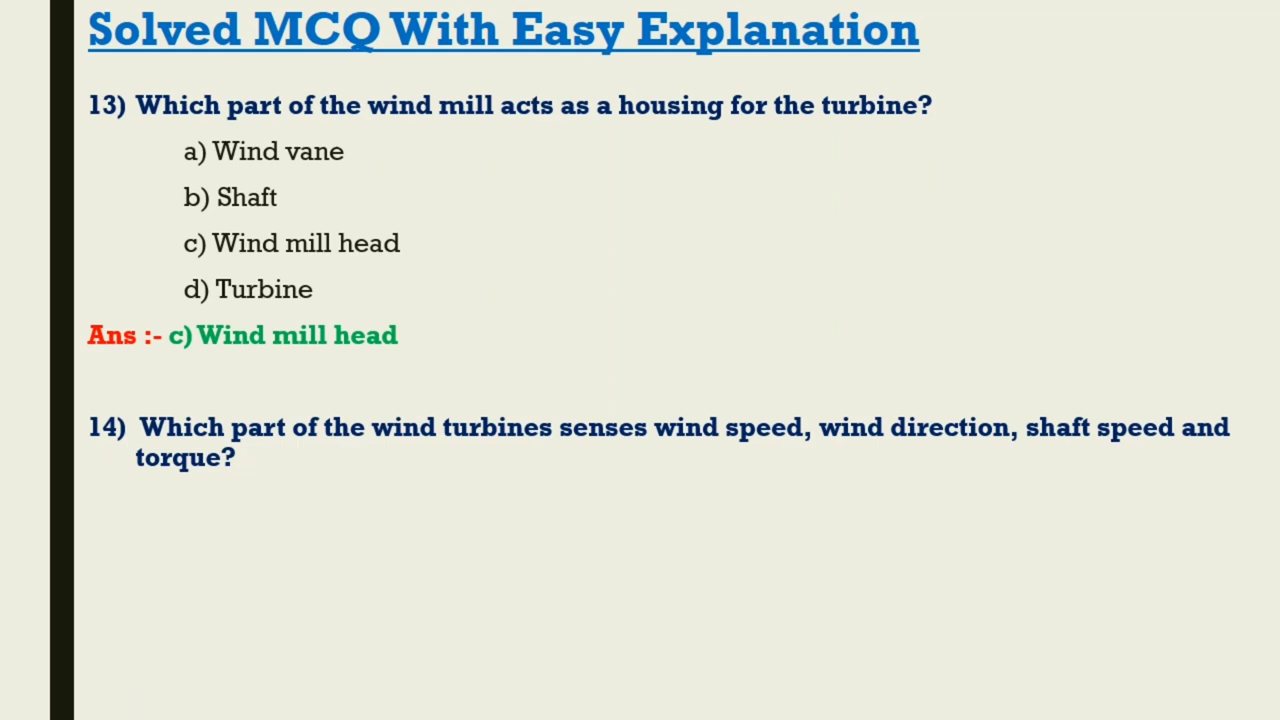 Solved MCQ With Easy Explanation
13) Which part of the wind mill acts as a housing for the turbine?
a) Wind vane
b) Shaft
c) Wind mill head
d) Turbine
Ans :- c) Wind mill head
14) Which part of the wind turbines senses wind speed, wind direction, shaft speed and
torque?